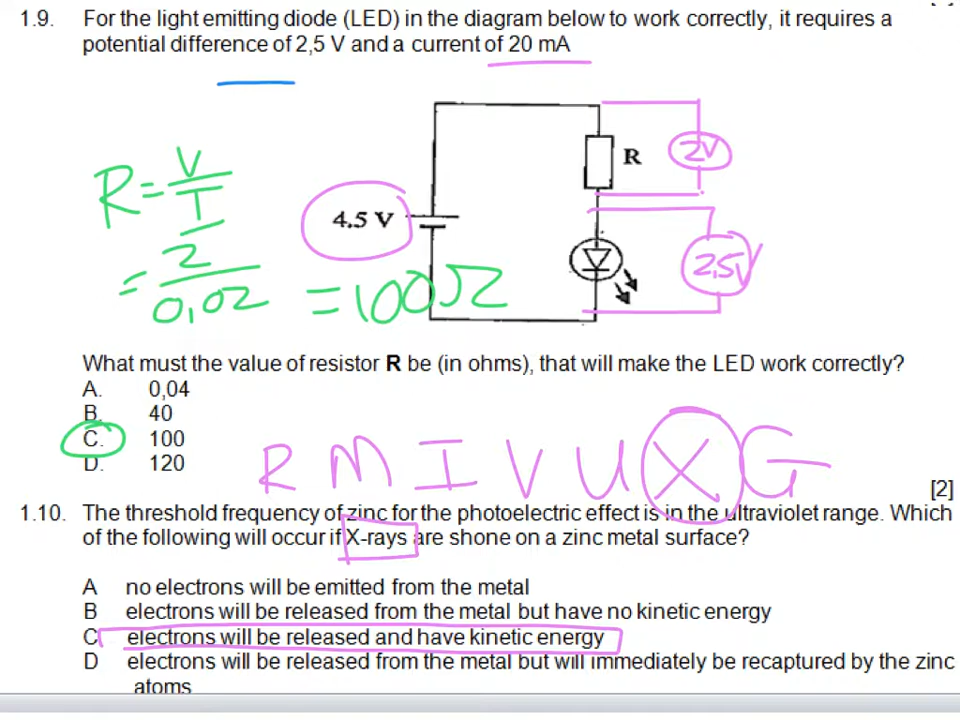 1.9. For the light emitting diode (LED) in the diagram below to work correctly, it requires a
potential difference of 2,5 V and a current of 20 mA
R = V/I
= 2/0,02 = 100Ω
4.5 V
R
2V
2,5V
What must the value of resistor R be (in ohms), that will make the LED work correctly?
A. 0,04
B. 40
C. 100
D. 120
R M I V U X G
[2]
1.10. The threshold frequency of zinc for the photoelectric effect is in the ultraviolet range. Which
of the following will occur if X-rays are shone on a zinc metal surface?
A no electrons will be emitted from the metal
B electrons will be released from the metal but have no kinetic energy
C electrons will be released and have kinetic energy
D electrons will be released from the metal but will immediately be recaptured by the zinc
atoms